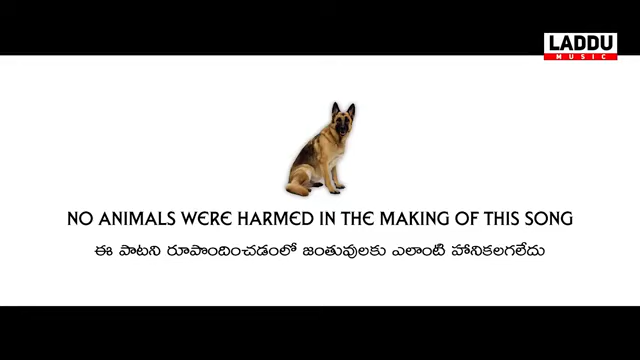 LADDU
MUSIC
NO ANIMALS WERE HARMED IN THE MAKING OF THIS SONG
ఈ పాటని రూపొందించడంలో జంతువులకు ఎలాంటి హానికలగలేదు